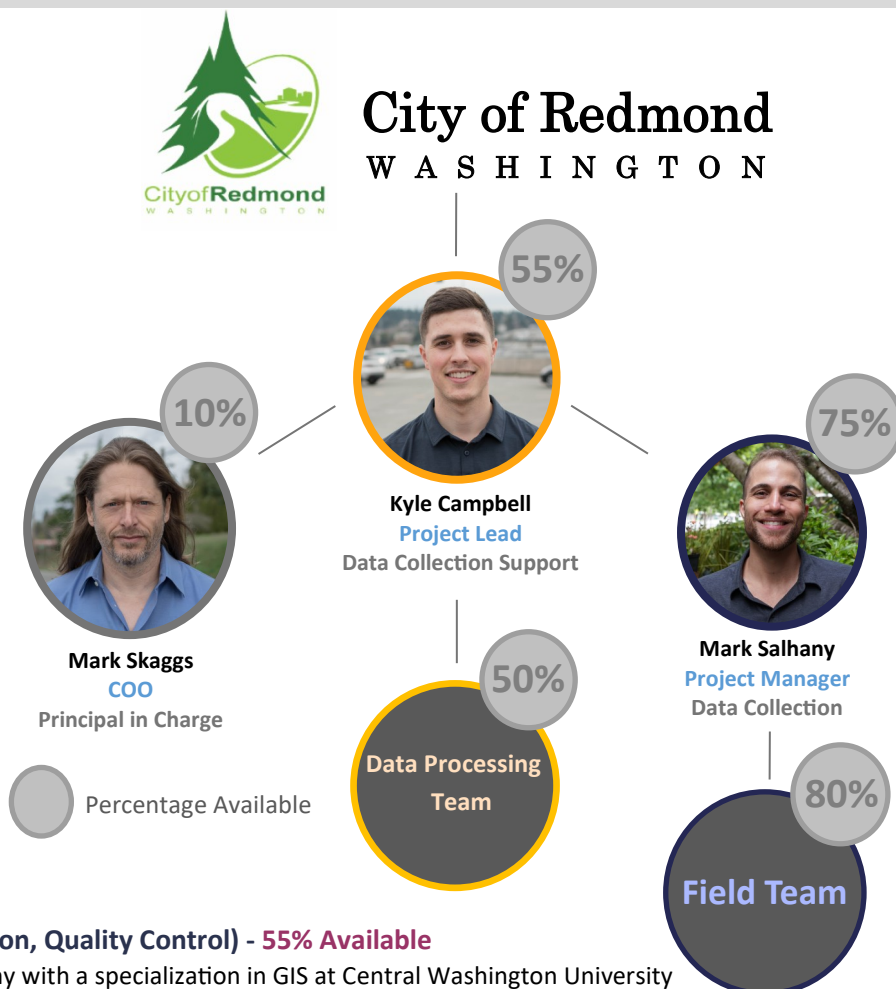 CityofRedmond
WASHINGTON
City of Redmond
WASHINGTON
55%
10%
75%
Kyle Campbell
Project Lead
Data Collection Support
Mark Skaggs
COO
Principal in Charge
Mark Salhany
Project Manager
Data Collection
50%
Data Processing
Team
80%
Field Team
Percentage Available
on, Quality Control) - 55% Available
y with a specialization in GIS at Central Washington University